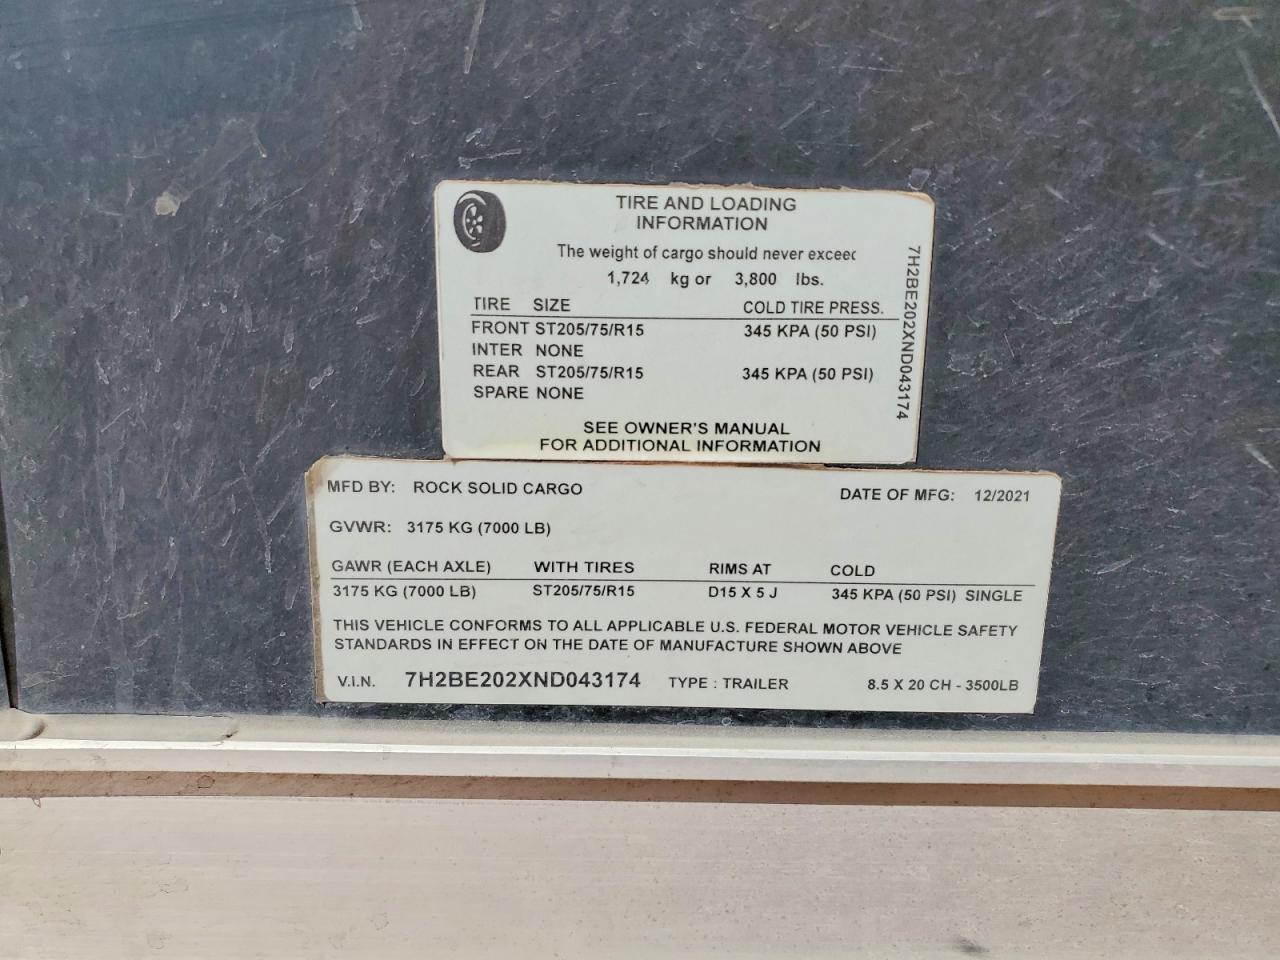 TIRE AND LOADING
INFORMATION
The weight of cargo should never exceed
1,724 kg or 3,800 lbs.
TIRE SIZE COLD TIRE PRESS.
FRONT ST205/75/R15 345 KPA (50 PSI)
INTER NONE
REAR ST205/75/R15 345 KPA (50 PSI)
SPARE NONE
SEE OWNER'S MANUAL
FOR ADDITIONAL INFORMATION
7H2BE202XND043174
MFD BY: ROCK SOLID CARGO DATE OF MFG: 12/2021
GVWR: 3175 KG (7000 LB)
GAWR (EACH AXLE) WITH TIRES RIMS AT COLD
3175 KG (7000 LB) ST205/75/R15 D15 X 5 J 345 KPA (50 PSI) SINGLE
THIS VEHICLE CONFORMS TO ALL APPLICABLE U.S. FEDERAL MOTOR VEHICLE SAFETY
STANDARDS IN EFFECT ON THE DATE OF MANUFACTURE SHOWN ABOVE
V.I.N. 7H2BE202XND043174 TYPE : TRAILER 8.5 X 20 CH - 3500LB